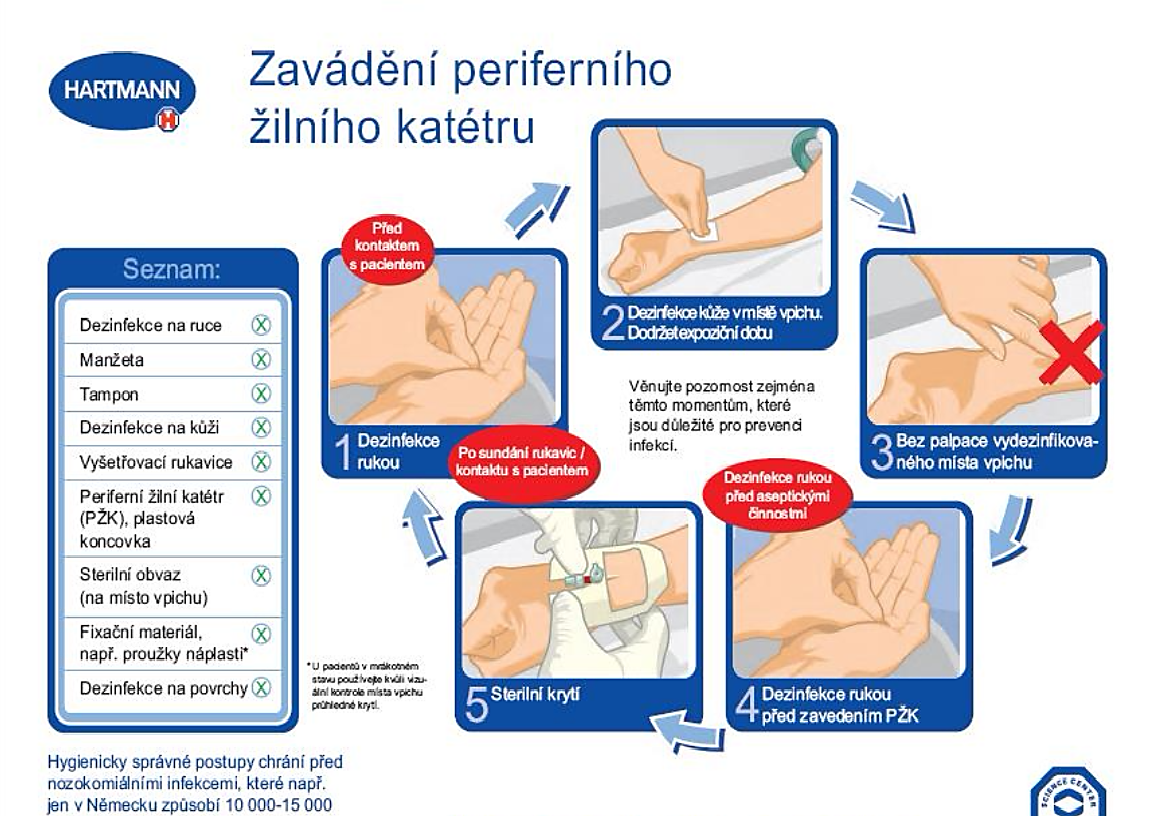 HARTMANN
Zavádění periferního
žilního katétru
Seznam:
Dezinfekce na ruce
Manžeta
Tampon
Dezinfekce na kůži
Vyšetřovací rukavice
Periferní žilní katétr
(PŽK), plastová
koncovka
Sterilní obvaz
(na místo vpichu)
Fixační materiál,
např. proužky náplasti*
Dezinfekce na povrchy
Před
kontaktem
s pacientem
1 Dezinfekce
rukou
2 Dezinfekce kůže v místě vpichu.
Dodržet expoziční dobu
3 Bez palpace vydezinfikova-
ného místa vpichu
Věnujte pozornost zejména
těmto momentům, které
jsou důležité pro prevenci
infekcí.
Dezinfekce rukou
před aseptickými
činnostmi
4 Dezinfekce rukou
před zavedením PŽK
Po sundání rukavic /
kontaktu s pacientem
5 Sterilní krytí
* U pacientů v mrákotném
stavu používejte kvůli vizu-
ální kontrole místa vpichu
průhledné krytí.
Hygienicky správné postupy chrání před
nozokomiálními infekcemi, které např.
jen v Německu způsobí 10 000-15 000
SCIENCE CENTER